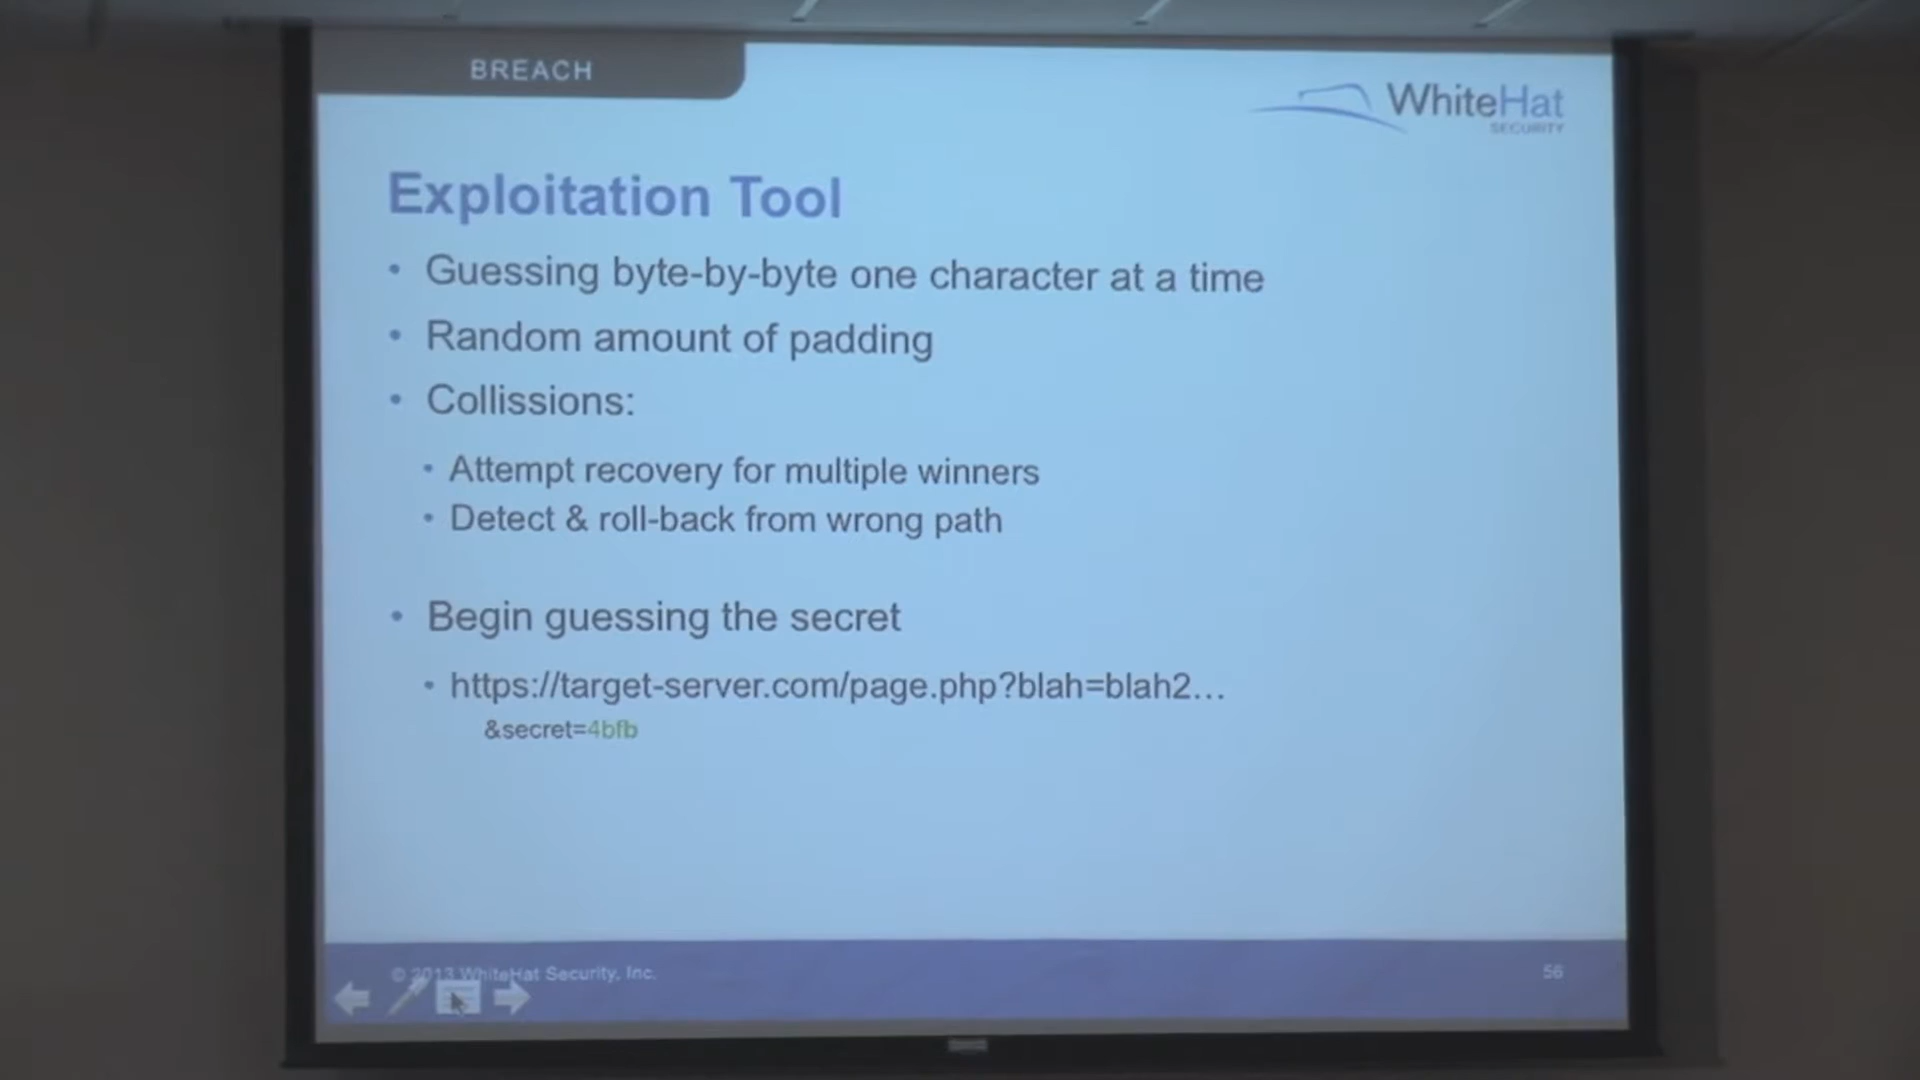 BREACH
WhiteHat
SECURITY
Exploitation Tool
• Guessing byte-by-byte one character at a time
• Random amount of padding
• Collissions:
• Attempt recovery for multiple winners
• Detect & roll-back from wrong path
• Begin guessing the secret
• https://target-server.com/page.php?blah=blah2...
&secret=4bfb
© 2013 WhiteHat Security, Inc.
56